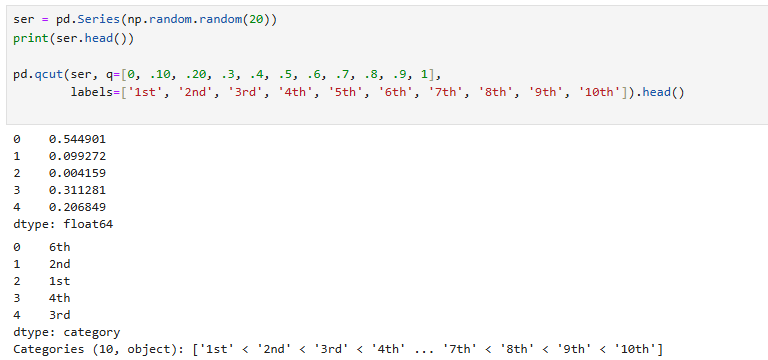 ser = pd.Series(np.random.random(20))
print(ser.head())
pd.qcut(ser, q=[0, .10, .20, .3, .4, .5, .6, .7, .8, .9, 1],
        labels=['1st', '2nd', '3rd', '4th', '5th', '6th', '7th', '8th', '9th', '10th']).head()
0    0.544901
1    0.099272
2    0.004159
3    0.311281
4    0.206849
dtype: float64
0    6th
1    2nd
2    1st
3    4th
4    3rd
dtype: category
Categories (10, object): ['1st' < '2nd' < '3rd' < '4th' ... '7th' < '8th' < '9th' < '10th']